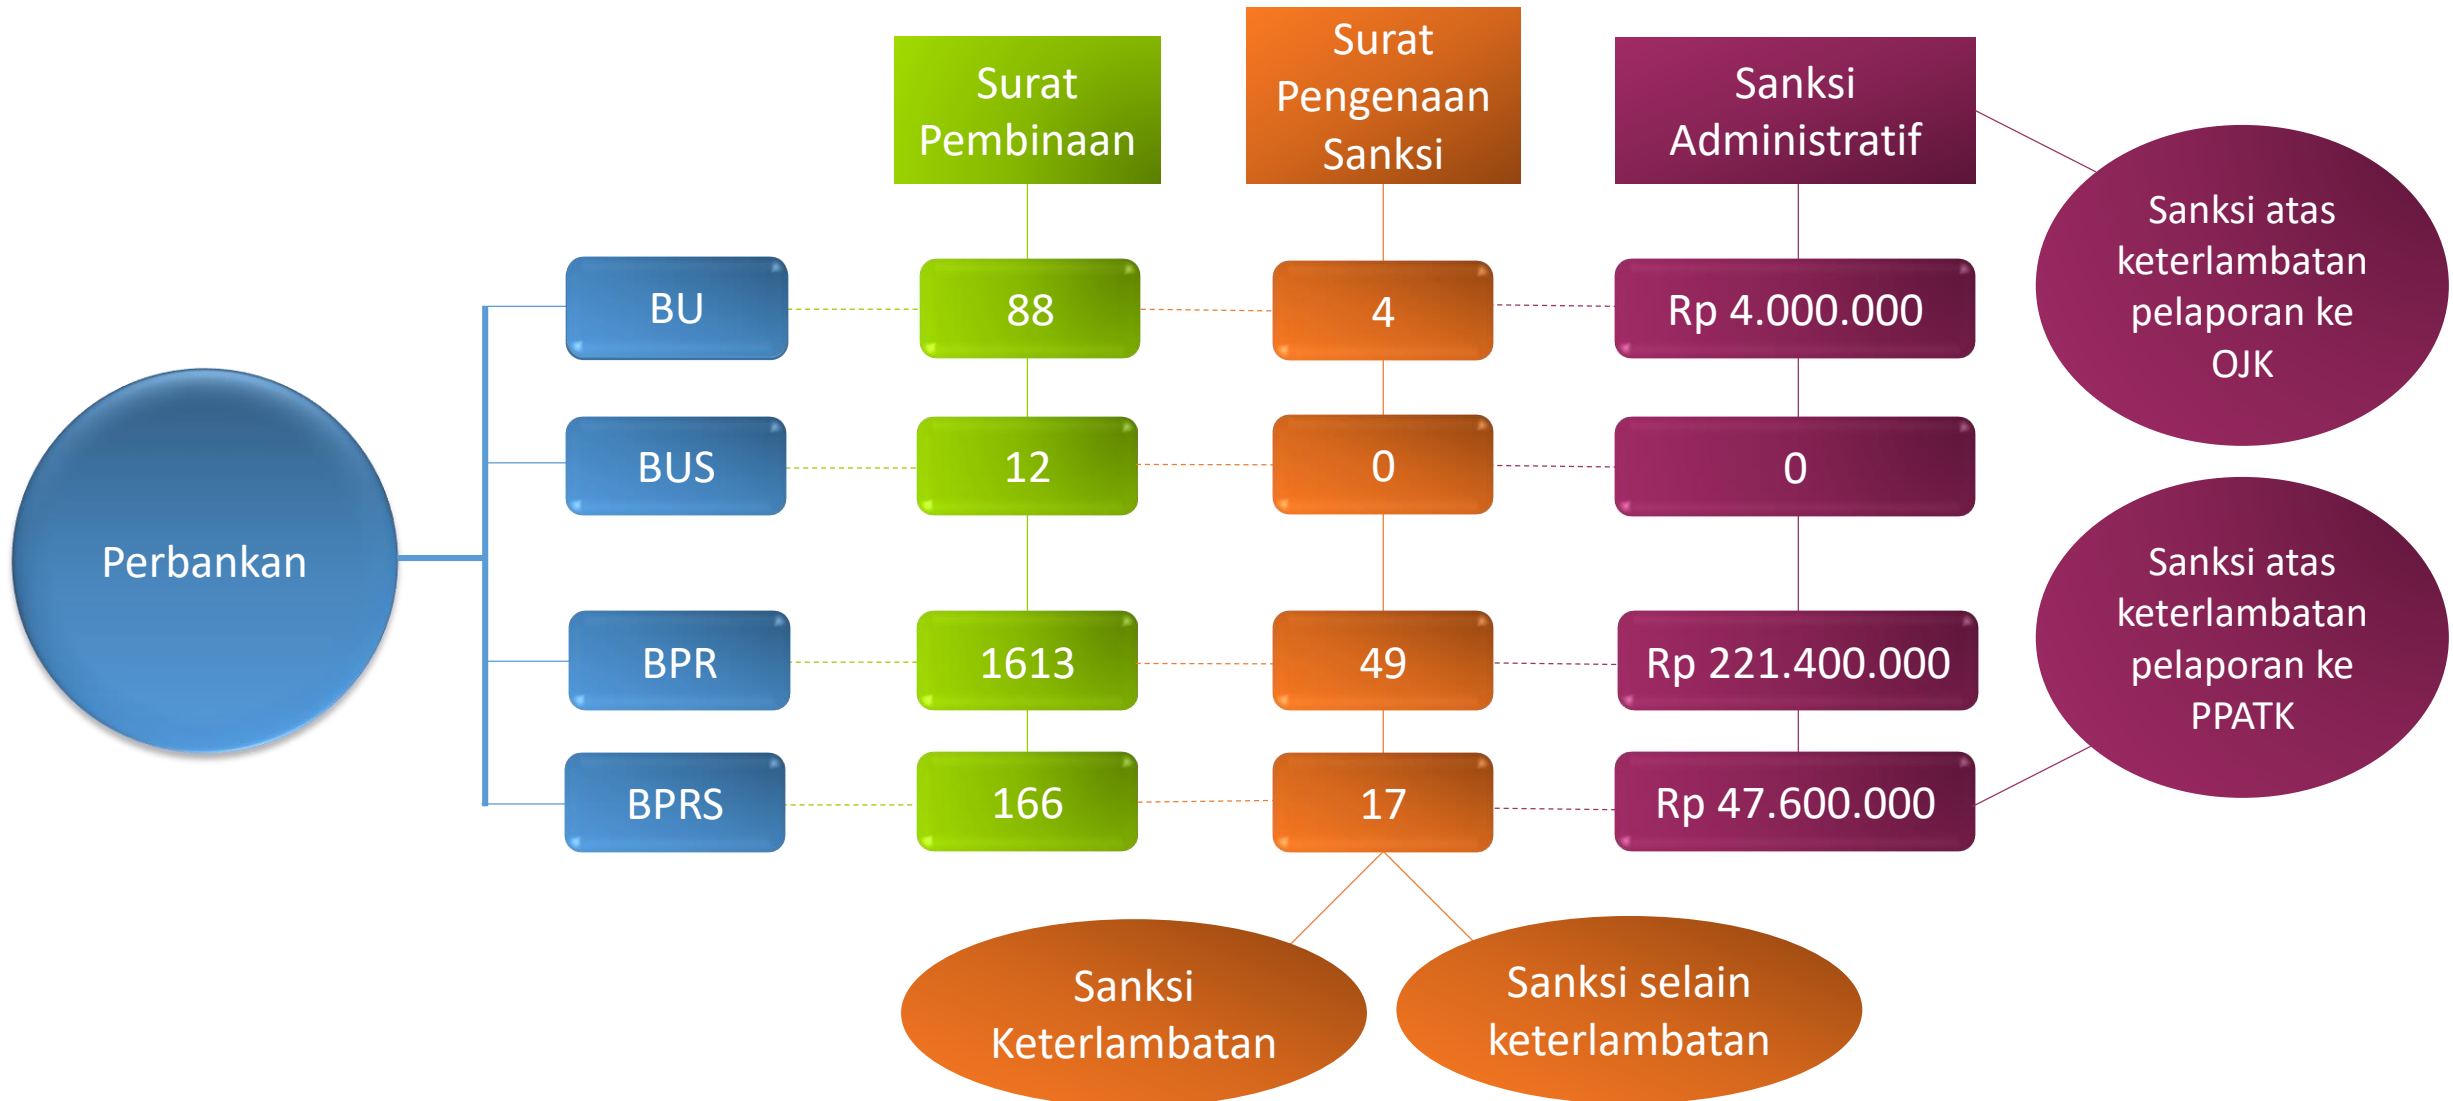 Surat
Pembinaan
Surat
Pengenaan
Sanksi
Sanksi
Administratif
Sanksi atas
keterlambatan
pelaporan ke
OJK
Perbankan
BU
88
4
Rp 4.000.000
BUS
12
0
0
BPR
1613
49
Rp 221.400.000
BPRS
166
17
Rp 47.600.000
Sanksi atas
keterlambatan
pelaporan ke
PPATK
Sanksi
Keterlambatan
Sanksi selain
keterlambatan